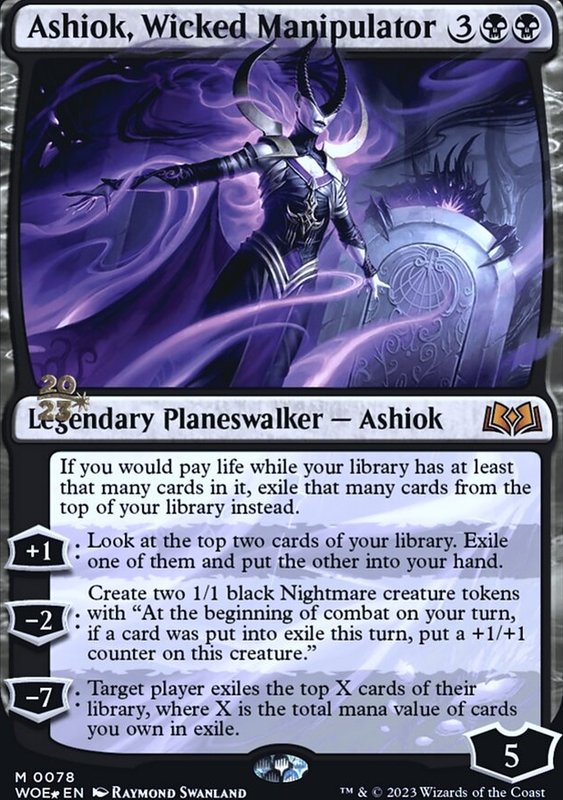 Ashiok, Wicked Manipulator 3
20
23
Legendary Planeswalker — Ashiok
If you would pay life while your library has at least
that many cards in it, exile that many cards from the
top of your library instead.
+1 : Look at the top two cards of your library. Exile
one of them and put the other into your hand.
-2 : Create two 1/1 black Nightmare creature tokens
with “At the beginning of combat on your turn,
if a card was put into exile this turn, put a +1/+1
counter on this creature.”
-7 : Target player exiles the top X cards of their
library, where X is the total mana value of cards
you own in exile.
5
M 0078
WOE★EN RAYMOND SWANLAND
™ & © 2023 Wizards of the Coast